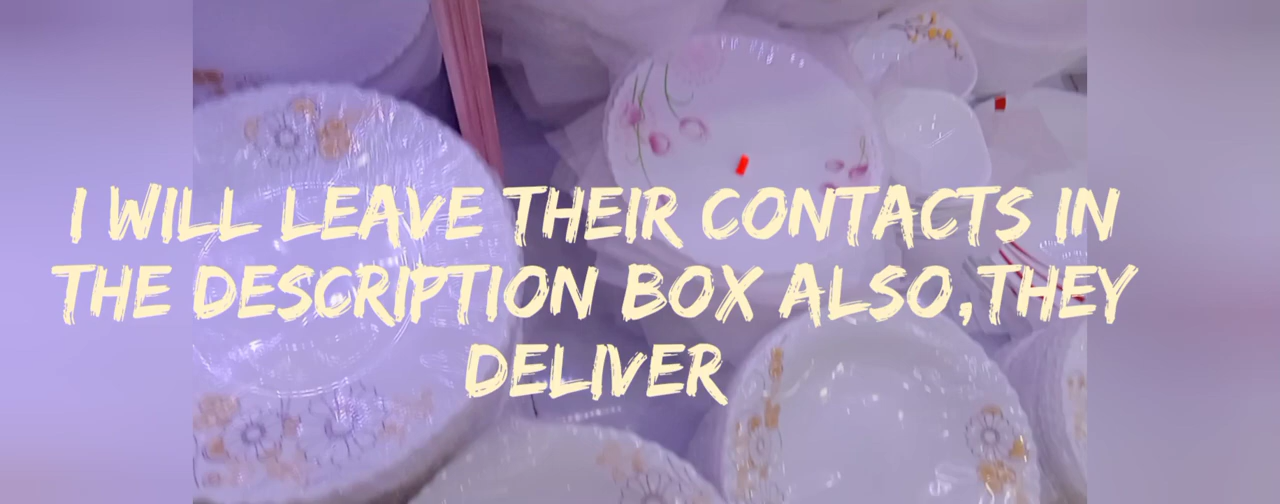 I WILL LEAVE THEIR CONTACTS IN
THE DESCRIPTION BOX ALSO,THEY
DELIVER